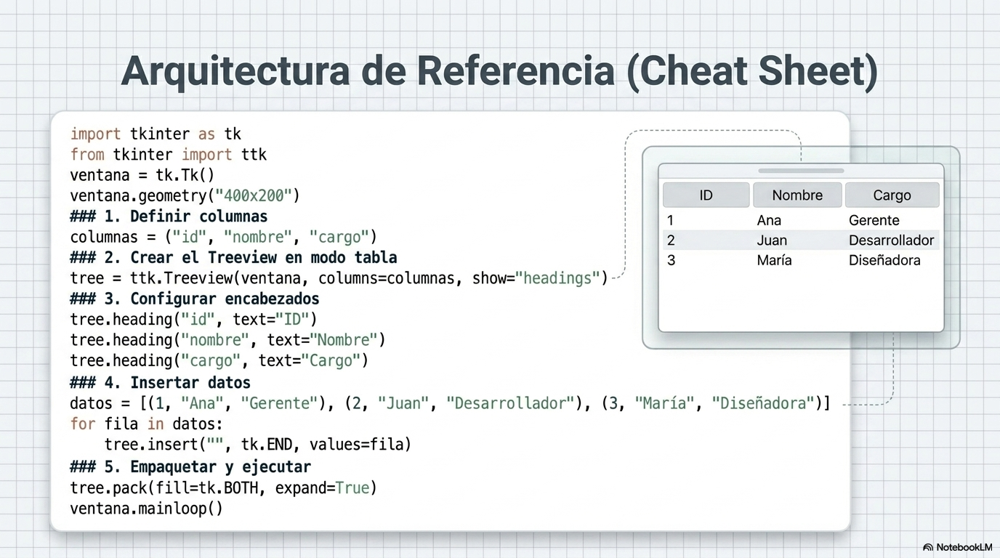 Arquitectura de Referencia (Cheat Sheet)
import tkinter as tk
from tkinter import ttk
ventana = tk.Tk()
ventana.geometry("400x200")
### 1. Definir columnas
columnas = ("id", "nombre", "cargo")
### 2. Crear el Treeview en modo tabla
tree = ttk.Treeview(ventana, columns=columnas, show="headings")
### 3. Configurar encabezados
tree.heading("id", text="ID")
tree.heading("nombre", text="Nombre")
tree.heading("cargo", text="Cargo")
### 4. Insertar datos
datos = [(1, "Ana", "Gerente"), (2, "Juan", "Desarrollador"), (3, "María", "Diseñadora")]
for fila in datos:
    tree.insert("", tk.END, values=fila)
### 5. Empaquetar y ejecutar
tree.pack(fill=tk.BOTH, expand=True)
ventana.mainloop()
ID Nombre Cargo
1 Ana Gerente
2 Juan Desarrollador
3 María Diseñadora
NotebookLM